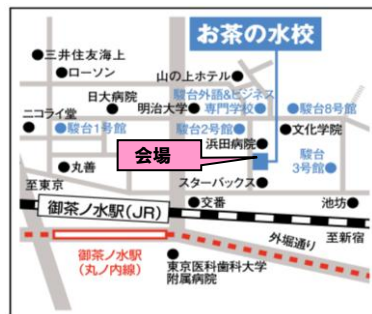 お茶の水校
三井住友海上
ローソン
山の上ホテル
日大病院
駿台外語&ビジネス
専門学校
明治大学
駿台8号館
ニコライ堂
駿台1号館
駿台2号館
文化学院
浜田病院
会場
駿台
3号館
丸善
スターバックス
至東京
交番
池坊
御茶ノ水駅(JR)
至新宿
外堀通り
御茶ノ水駅
(丸ノ内線)
東京医科歯科大学
附属病院